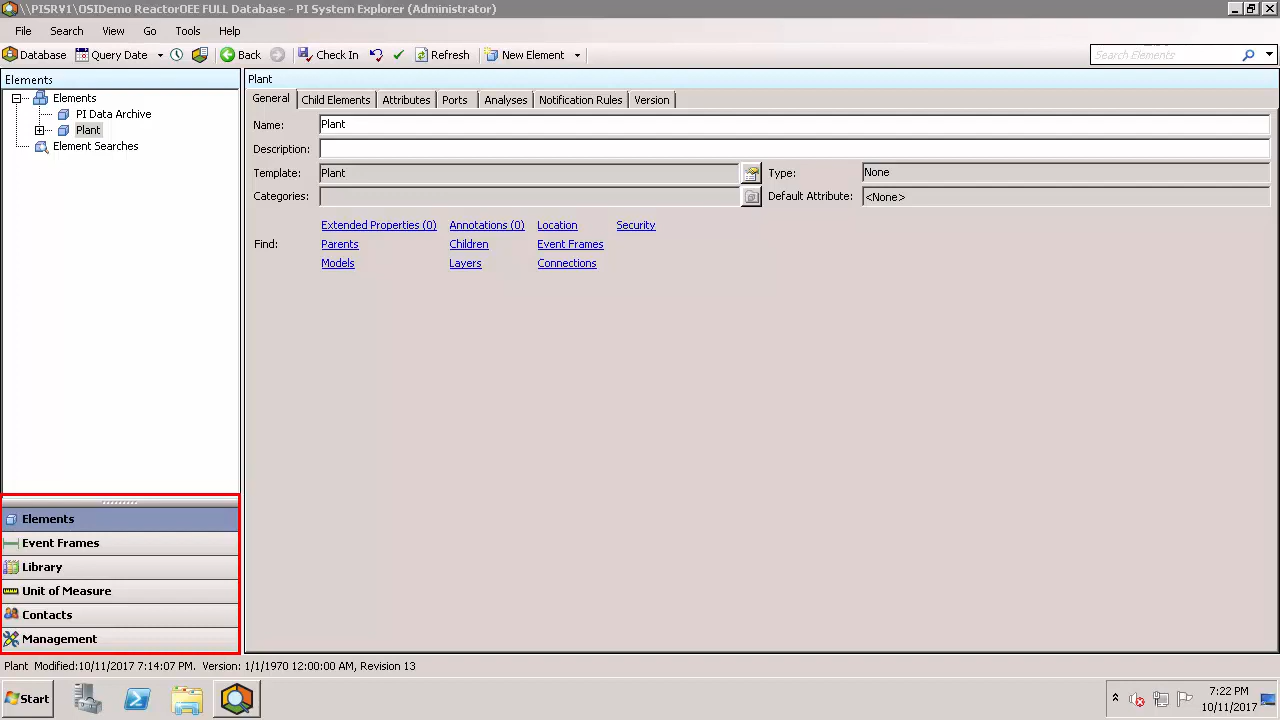 \\PISRV1\OSIDemo ReactorOEE FULL Database - PI System Explorer (Administrator)
File Search View Go Tools Help
Database Query Date Back Check In Refresh New Element Search Elements
Elements
Elements
PI Data Archive
Plant
Element Searches
Elements
Event Frames
Library
Unit of Measure
Contacts
Management
Plant
General Child Elements Attributes Ports Analyses Notification Rules Version
Name: Plant
Description:
Template: Plant Type: None
Categories: Default Attribute: <None>
Extended Properties (0) Annotations (0) Location Security
Find: Parents Children Event Frames
Models Layers Connections
Plant Modified:10/11/2017 7:14:07 PM. Version: 1/1/1970 12:00:00 AM, Revision 13
Start
7:22 PM
10/11/2017